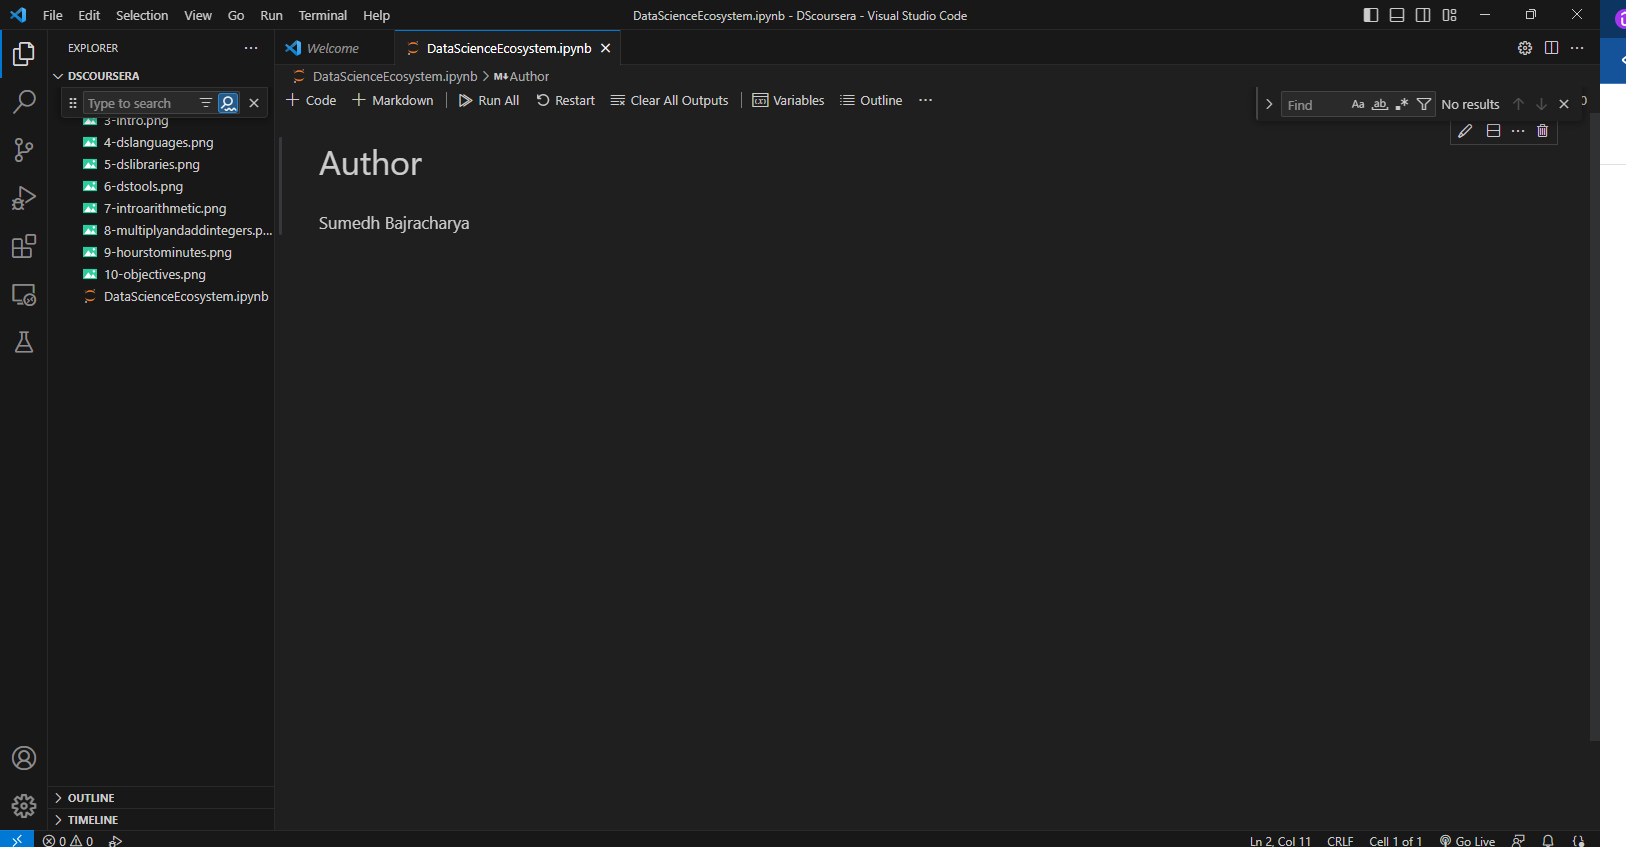 File Edit Selection View Go Run Terminal Help
DataScienceEcosystem.ipynb - DScoursera - Visual Studio Code
EXPLORER
DSCOURSERA
Type to search
3-intro.png
4-dslanguages.png
5-dslibraries.png
6-dstools.png
7-introarithmetic.png
8-multiplyandaddintegers.p...
9-hourstominutes.png
10-objectives.png
DataScienceEcosystem.ipynb
OUTLINE
TIMELINE
Welcome
DataScienceEcosystem.ipynb
DataScienceEcosystem.ipynb > M↓Author
+ Code + Markdown Run All Restart Clear All Outputs Variables Outline ...
Find Aa ab .* No results
Author
Sumedh Bajracharya
0 0
Ln 2, Col 11 CRLF Cell 1 of 1 Go Live